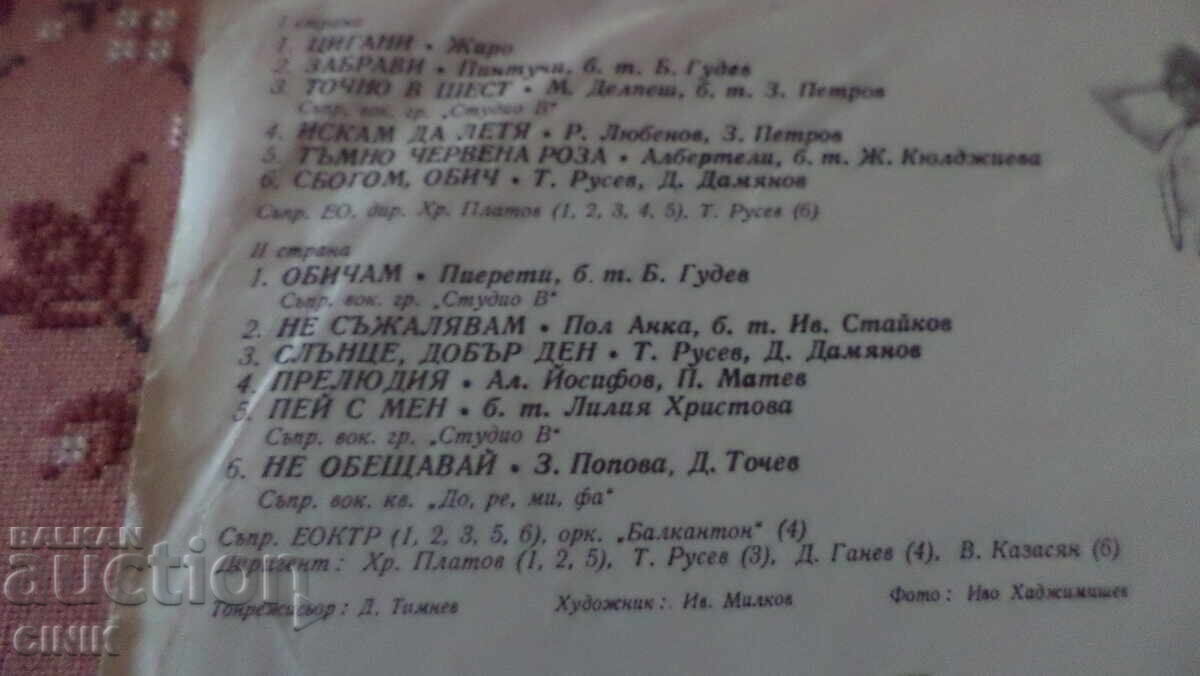 I страна
1. ЦИГАНИ • Жиро
2. ЗАБРАВИ • Пинтучи, б. т. Б. Гудев
3. ТОЧНО В ШЕСТ • М. Делпеш, б. т. З. Петров
Съпр. вок. гр. „Студио В“
4. ИСКАМ ДА ЛЕТЯ • Р. Любенов, З. Петров
5. ТЪМНО ЧЕРВЕНА РОЗА • Албертели, б. т. Ж. Кюлджиева
6. СБОГОМ, ОБИЧ • Т. Русев, Д. Дамянов
Съпр. ЕО, дир. Хр. Платов (1, 2, 3, 4, 5), Т. Русев (6)
II страна
1. ОБИЧАМ • Пиерети, б. т. Б. Гудев
Съпр. вок. гр. „Студио В“
2. НЕ СЪЖАЛЯВАМ • Пол Анка, б. т. Ив. Стайков
3. СЛЪНЦЕ, ДОБЪР ДЕН • Т. Русев, Д. Дамянов
4. ПРЕЛЮДИЯ • Ал. Йосифов, П. Матев
5. ПЕЙ С МЕН • б. т. Лилая Христова
Съпр. вок. гр. „Студио В“
6. НЕ ОБЕЩАВАЙ • З. Попова, Д. Точев
Съпр. вок. кв. „До, ре, ми, фа“
Съпр. ЕОКТР (1, 2, 3, 5, 6), орк. „Балкантон“ (4)
Диригент: Хр. Платов (1, 2, 5), Т. Русев (3), Д. Ганев (4), В. Казасян (6)
Тонрежисьор: Д. Тимнев Художник: Ив. Милков Фото: Иво Хаджимишев
BALKAN
auction
CINIK